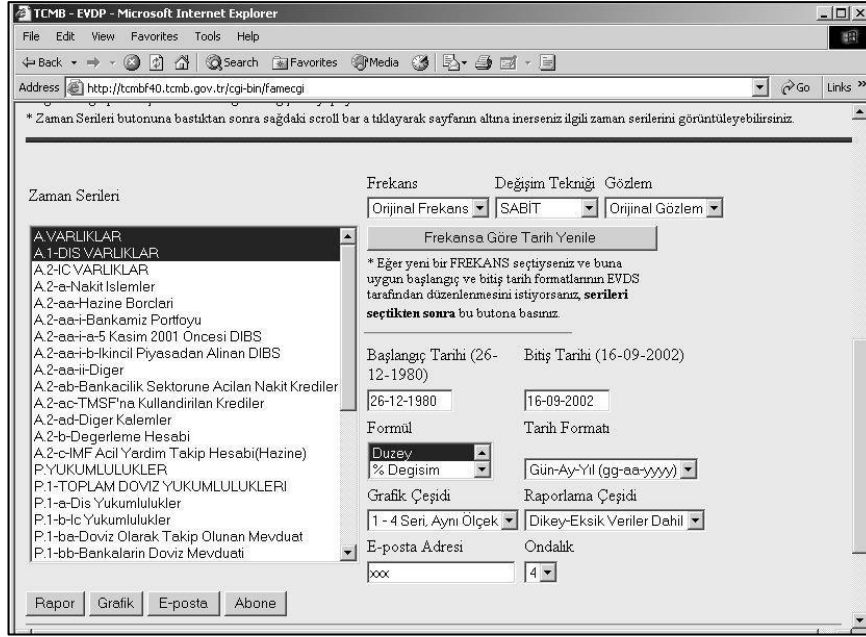 TCMB - EVDP - Microsoft Internet Explorer
File Edit View Favorites Tools Help
Back Search Favorites Media
Address http://tcmbf40.tcmb.gov.tr/cgi-bin/famecgi Go Links »
* Zaman Serileri butonuna bastıktan sonra sağdaki scroll bar a tıklayarak sayfanın altına inerseniz ilgili zaman serilerini görüntüleyebilirsiniz.
Zaman Serileri
A.VARLIKLAR
A.1-DIS VARLIKLAR
A.2-IC VARLIKLAR
A.2-a-Nakit Islemler
A.2-aa-Hazine Borclari
A.2-aa-i-Bankamiz Portfoyu
A.2-aa-i-a-5 Kasim 2001 Oncesi DIBS
A.2-aa-i-b-Ikincil Piyasadan Alinan DIBS
A.2-aa-ii-Diger
A.2-ab-Bankacilik Sektorune Acilan Nakit Krediler
A.2-ac-TMSF'na Kullandirilan Krediler
A.2-ad-Diger Kalemler
A.2-b-Degerleme Hesabi
A.2-c-IMF Acil Yardim Takip Hesabi(Hazine)
P.YUKUMLULUKLER
P.1-TOPLAM DOVIZ YUKUMLULUKLERI
P.1-a-Dis Yukumlulukler
P.1-b-Ic Yukumlulukler
P.1-ba-Doviz Olarak Takip Olunan Mevduat
P.1-bb-Bankalarin Doviz Mevduati
Frekans Değişim Tekniği Gözlem
Orijinal Frekans SABİT Orijinal Gözlem
Frekansa Göre Tarih Yenile
* Eğer yeni bir FREKANS seçtiyseniz ve buna
uygun başlangıç ve bitiş tarih formatlarının EVDS
tarafından düzenlenmesini istiyorsanız, serileri
seçtikten sonra bu butona basınız.
Başlangıç Tarihi (26-
12-1980)
Bitiş Tarihi (16-09-2002)
26-12-1980 16-09-2002
Formül Tarih Formatı
Duzey
% Degisim Gün-Ay-Yıl (gg-aa-yyyy)
Grafik Çeşidi Raporlama Çeşidi
1 - 4 Seri, Aynı Ölçek Dikey-Eksik Veriler Dahil
E-posta Adresi Ondalık
xxx 4
Rapor Grafik E-posta Abone